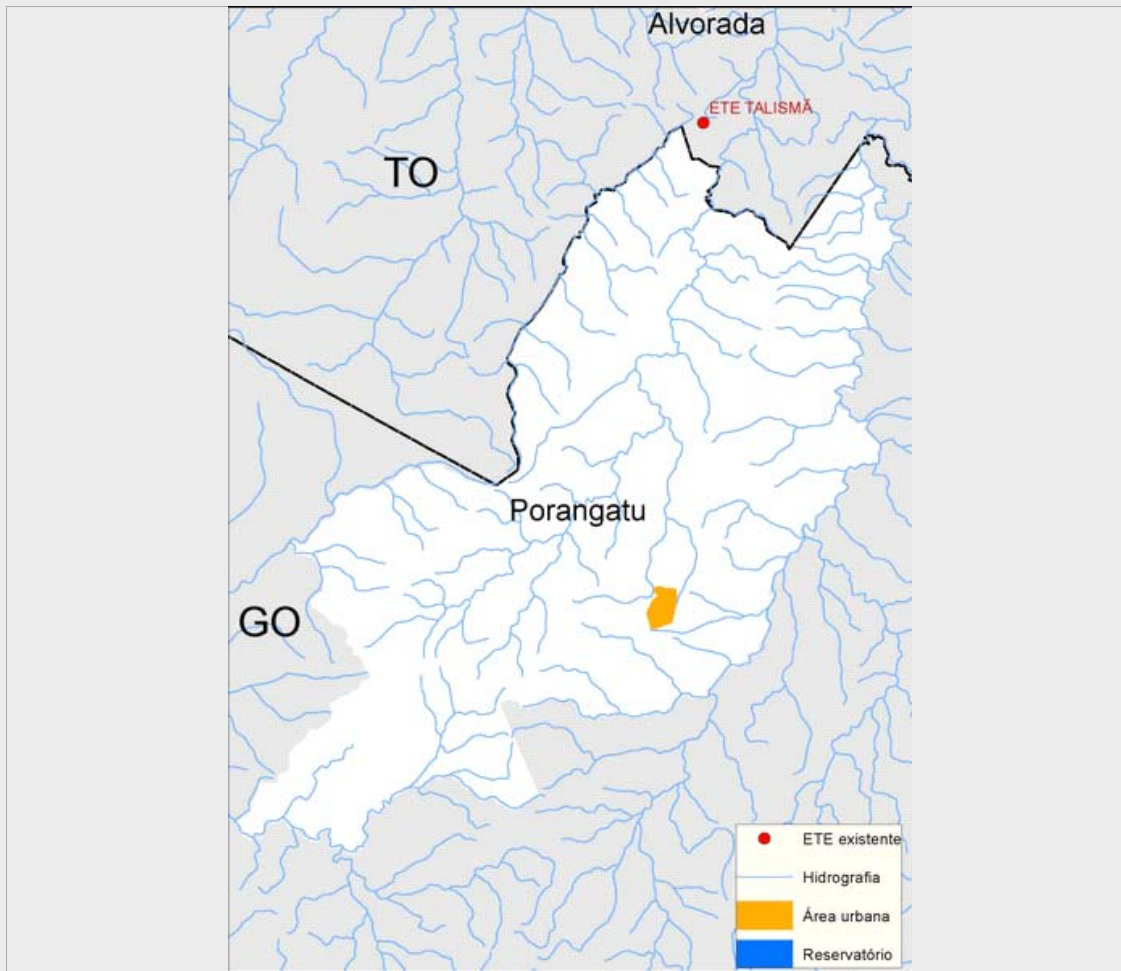 Alvorada
ETE TALISMÃ
TO
Porangatu
GO
ETE existente
Hidrografia
Área urbana
Reservatório